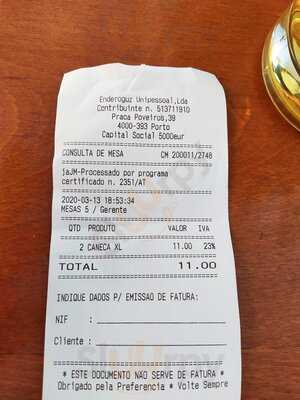 Enderoguz Unipessoal,Lda
Contribuinte n. 513711910
Praca Poveiros,39
4000-393 Porto
Capital Social 5000eur
CONSULTA DE MESA CM 200011/2748
jaJM-Processado por programa
certificado n. 2351/AT
2020-03-13 18:53:34
MESAS 5 / Gerente
QTD PRODUTO VALOR IVA
2 CANECA XL 11.00 23%
TOTAL 11.00
INDIQUE DADOS P/ EMISSAO DE FATURA:
NIF :
Cliente :
* ESTE DOCUMENTO NAO SERVE DE FATURA *
Obrigado pela Preferencia * Volte Sempre